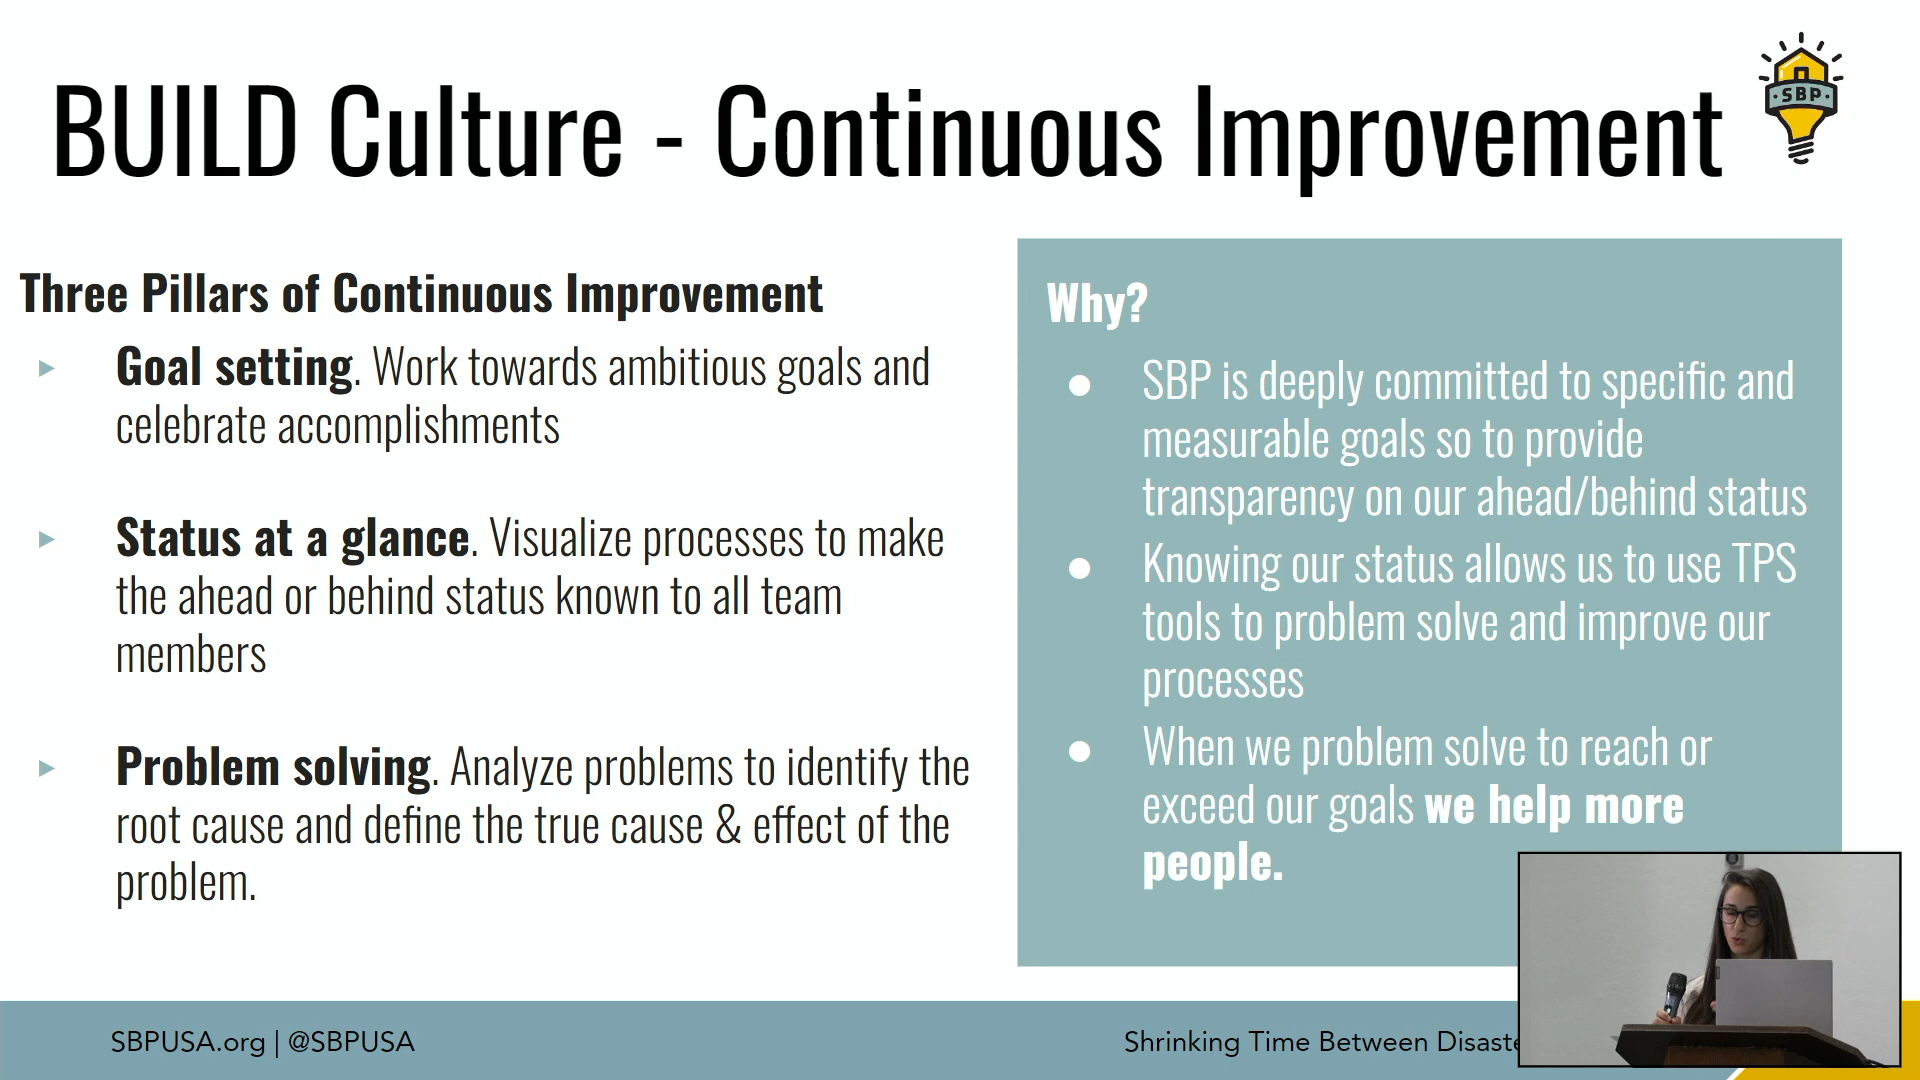 BUILD Culture - Continuous Improvement
SBP
Three Pillars of Continuous Improvement
Goal setting. Work towards ambitious goals and
celebrate accomplishments
Status at a glance. Visualize processes to make
the ahead or behind status known to all team
members
Problem solving. Analyze problems to identify the
root cause and define the true cause & effect of the
problem.
Why?
SBP is deeply committed to specific and
measurable goals so to provide
transparency on our ahead/behind status
Knowing our status allows us to use TPS
tools to problem solve and improve our
processes
When we problem solve to reach or
exceed our goals we help more
people.
SBPUSA.org | @SBPUSA
Shrinking Time Between